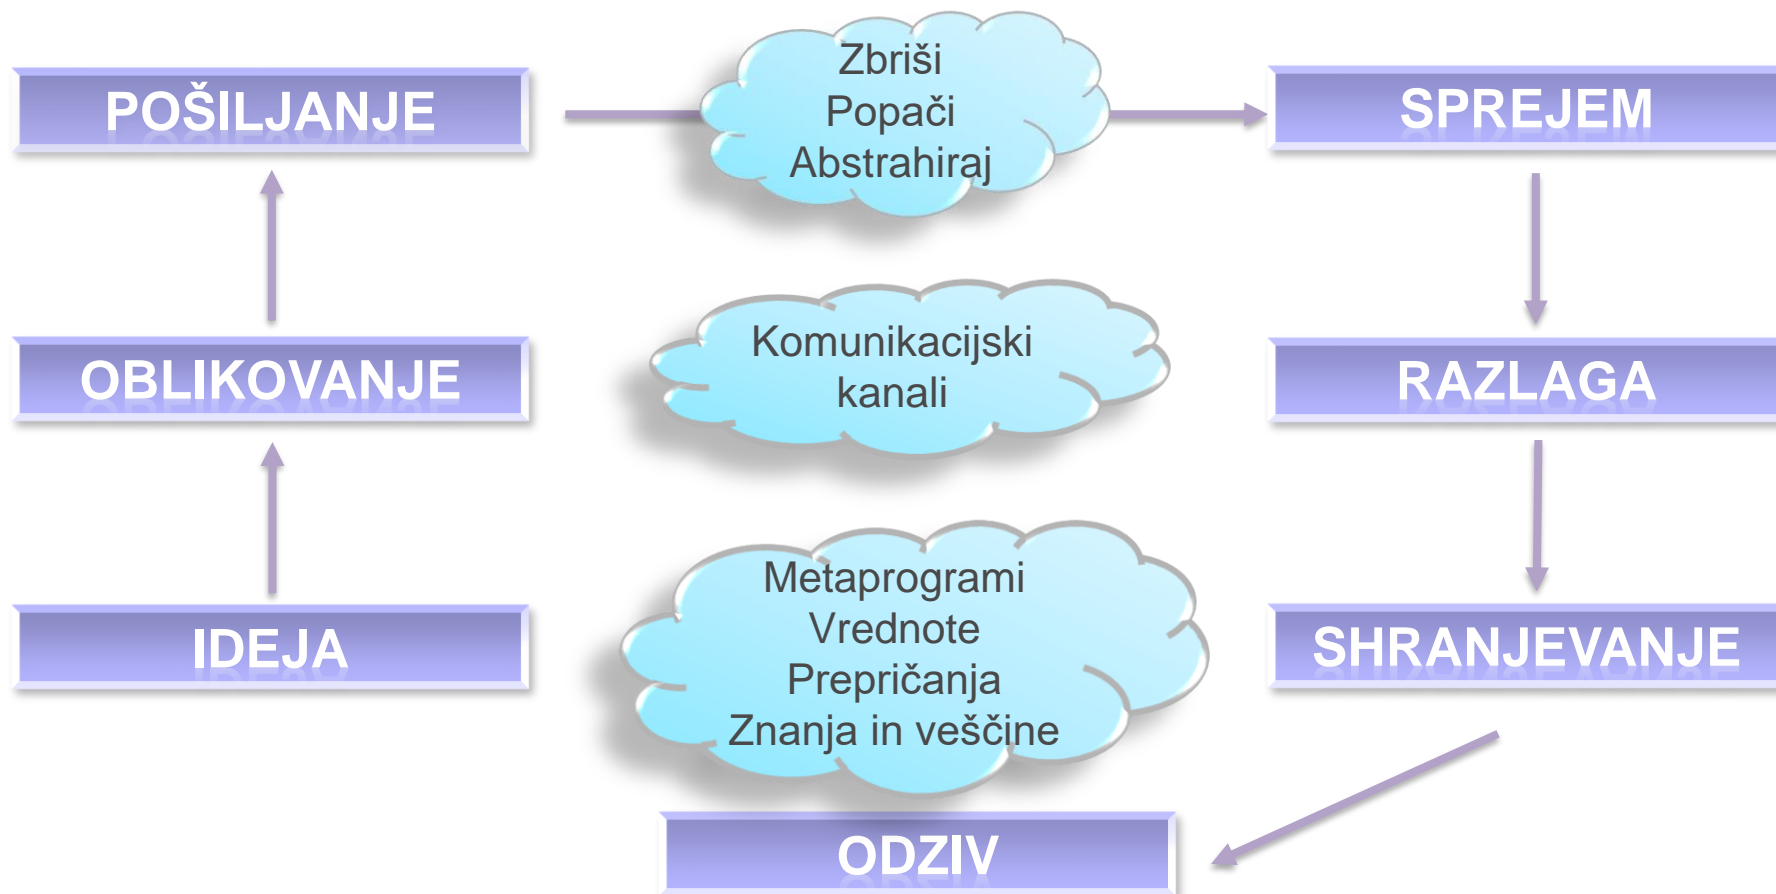 POŠILJANJE
Zbriši
Popači
Abstrahiraj
SPREJEM
OBLIKOVANJE
Komunikacijski
kanali
RAZLAGA
IDEJA
Metaprogrami
Vrednote
Prepričanja
Znanja in veščine
SHRANJEVANJE
ODZIV